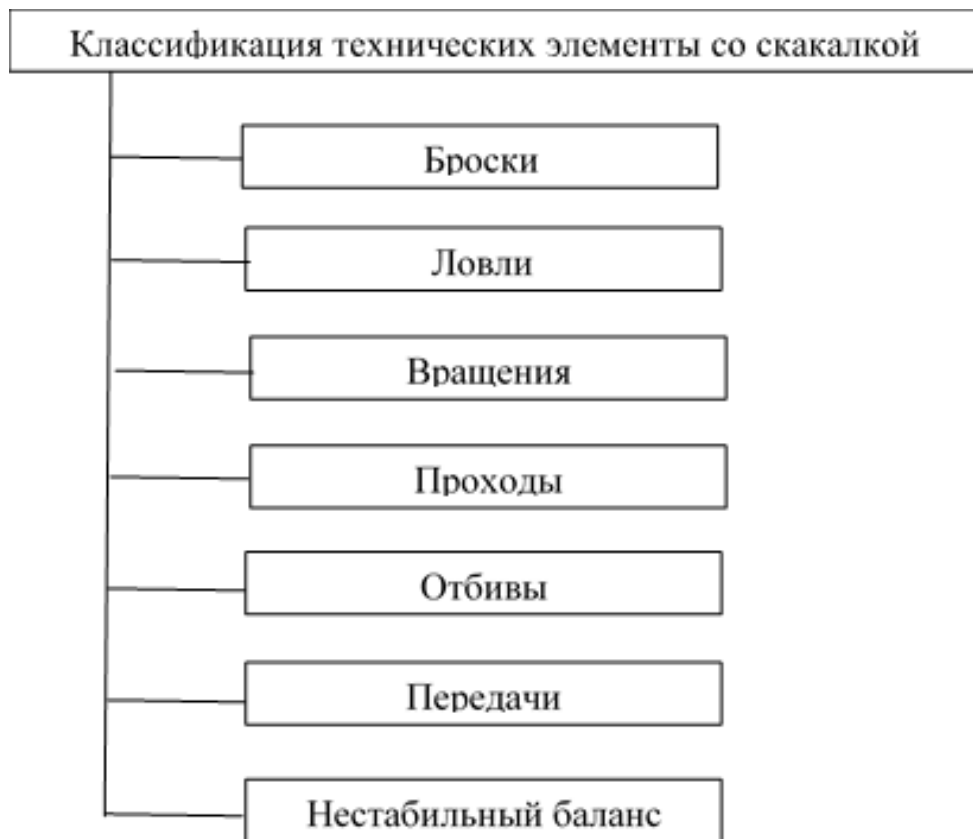 Классификация технических элементы со скакалкой
Броски
Ловли
Вращения
Проходы
Отбивы
Передачи
Нестабильный баланс